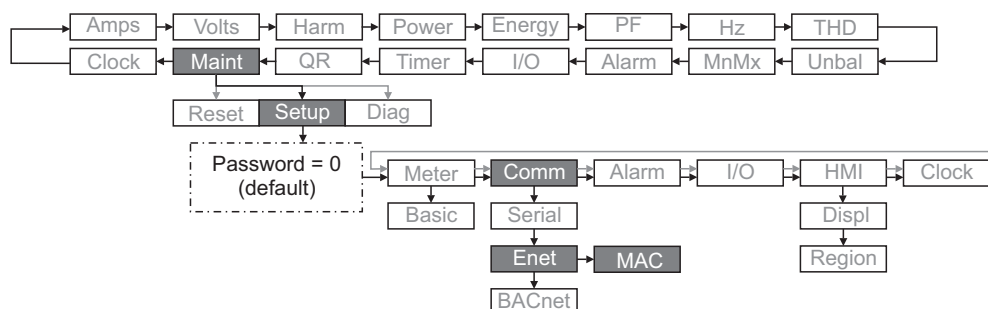 Amps Volts Harm Power Energy PF Hz THD
Clock Maint QR Timer I/O Alarm MnMx Unbal
Reset Setup Diag
Password = 0
(default)
Meter Comm Alarm I/O HMI Clock
Basic Serial Displ
Enet MAC Region
BACnet